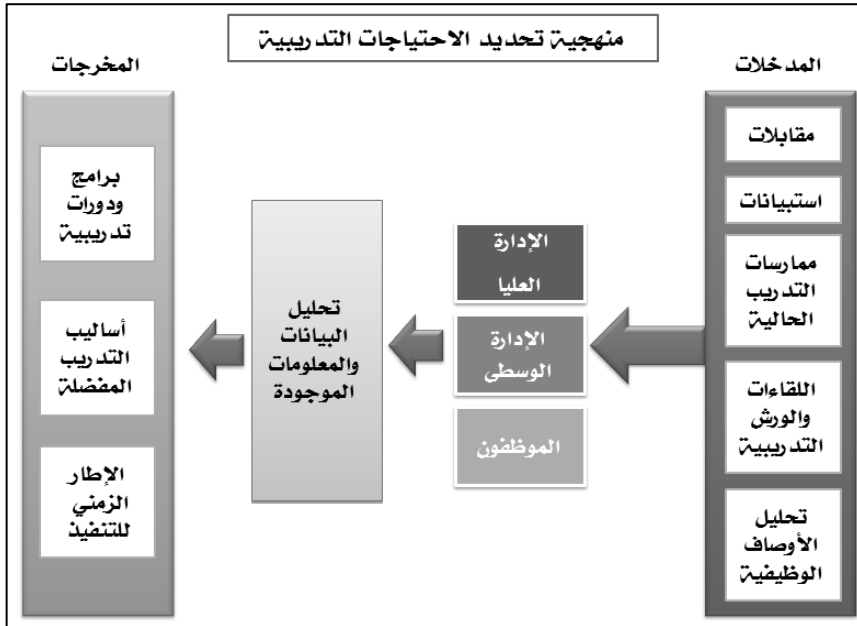 منهجية تحديد الاحتياجات التدريبية
المدخلات
مقابلات
استبيانات
ممارسات
التدريب
الحالية
اللقاءات
والورش
التدريبية
تحليل
الأوصاف
الوظيفية
الإدارة
العليا
الإدارة
الوسطى
الموظفون
تحليل
البيانات
والمعلومات
الموجودة
المخرجات
برامج
ودورات
تدريبية
أساليب
التدريب
المفضلة
الإطار
الزمني
للتنفيذ